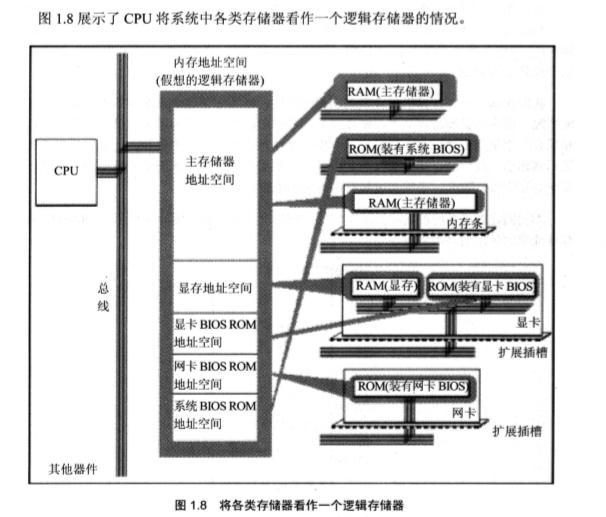 图 1.8 展示了 CPU 将系统中各类存储器看作一个逻辑存储器的情况。
内存地址空间
(假想的逻辑存储器)
CPU
总
线
其他器件
主存储器
地址空间
显存地址空间
显卡 BIOS ROM
地址空间
网卡 BIOS ROM
地址空间
系统 BIOS ROM
地址空间
RAM(主存储器)
ROM(装有系统 BIOS)
RAM(主存储器)
内存条
RAM(显存)
ROM(装有显卡 BIOS
显卡
扩展插槽
ROM(装有网卡 BIOS)
网卡
扩展插槽
图 1.8 将各类存储器看作一个逻辑存储器